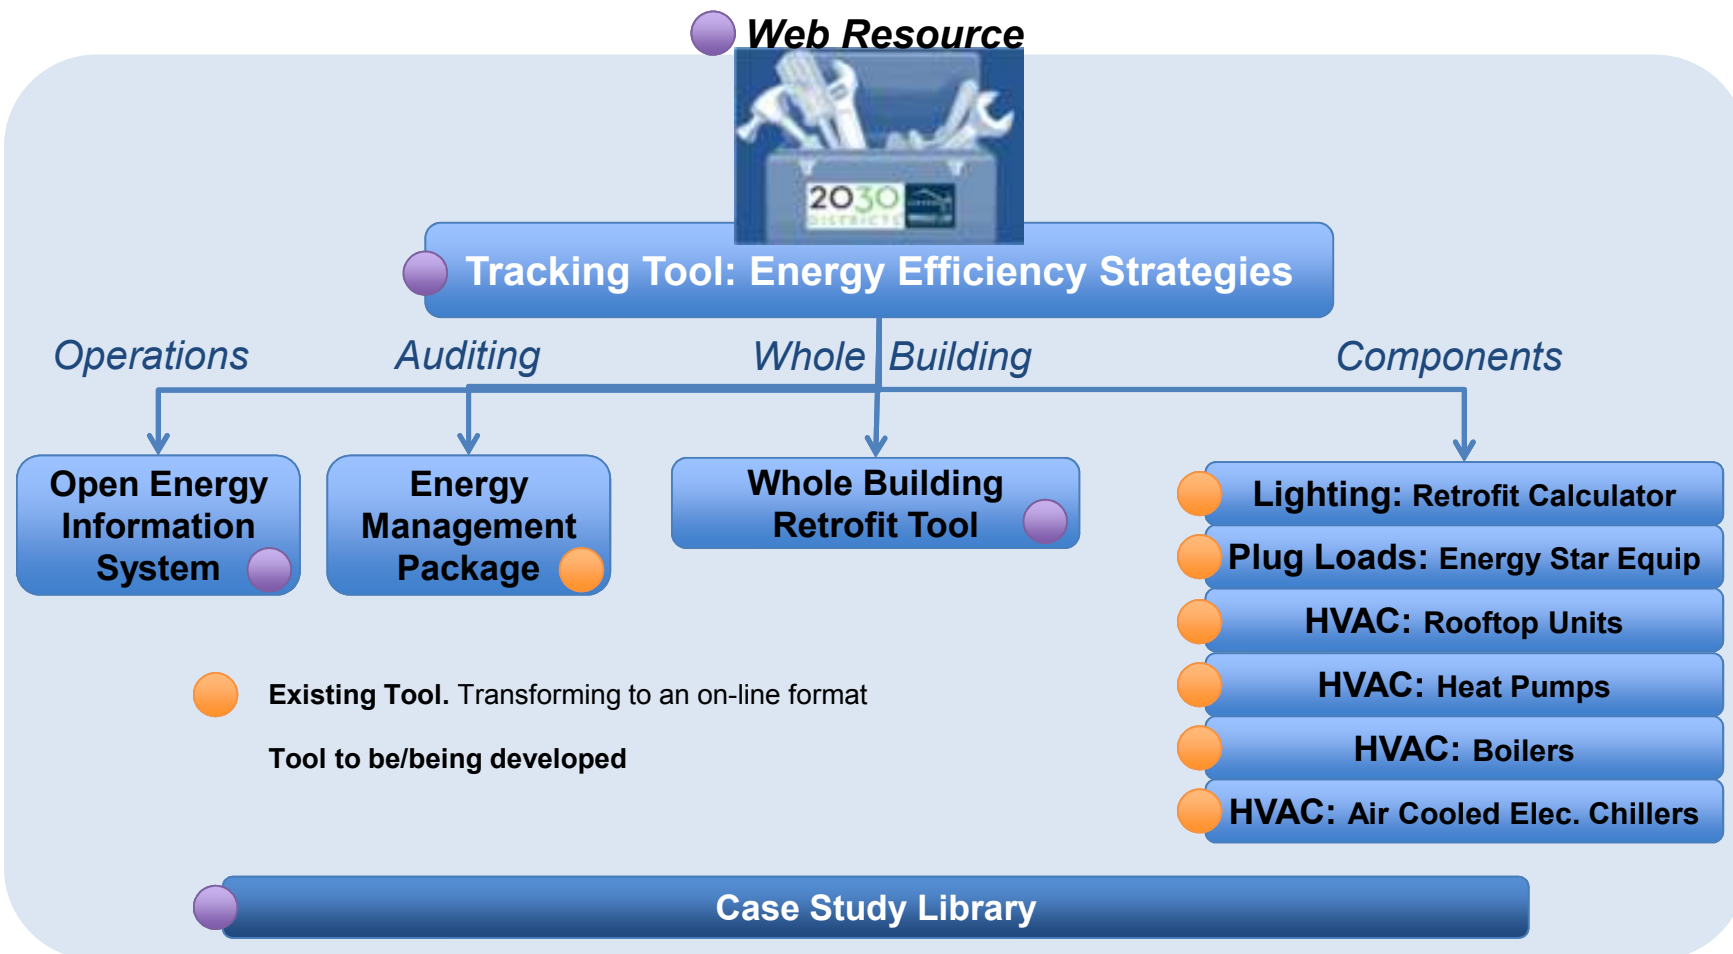 Web Resource
2030
DISTRICTS
Tracking Tool: Energy Efficiency Strategies
Operations
Auditing
Whole Building
Components
Open Energy
Information
System
Energy
Management
Package
Whole Building
Retrofit Tool
Lighting: Retrofit Calculator
Plug Loads: Energy Star Equip
HVAC: Rooftop Units
HVAC: Heat Pumps
HVAC: Boilers
HVAC: Air Cooled Elec. Chillers
Existing Tool. Transforming to an on-line format
Tool to be/being developed
Case Study Library